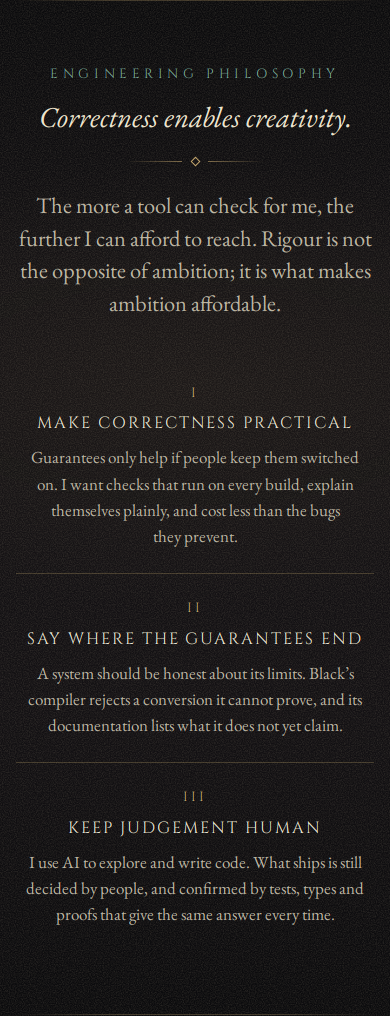 ENGINEERING PHILOSOPHY
Correctness enables creativity.
The more a tool can check for me, the
further I can afford to reach. Rigour is not
the opposite of ambition; it is what makes
ambition affordable.
I
MAKE CORRECTNESS PRACTICAL
Guarantees only help if people keep them switched
on. I want checks that run on every build, explain
themselves plainly, and cost less than the bugs
they prevent.
II
SAY WHERE THE GUARANTEES END
A system should be honest about its limits. Black’s
compiler rejects a conversion it cannot prove, and its
documentation lists what it does not yet claim.
III
KEEP JUDGEMENT HUMAN
I use AI to explore and write code. What ships is still
decided by people, and confirmed by tests, types and
proofs that give the same answer every time.